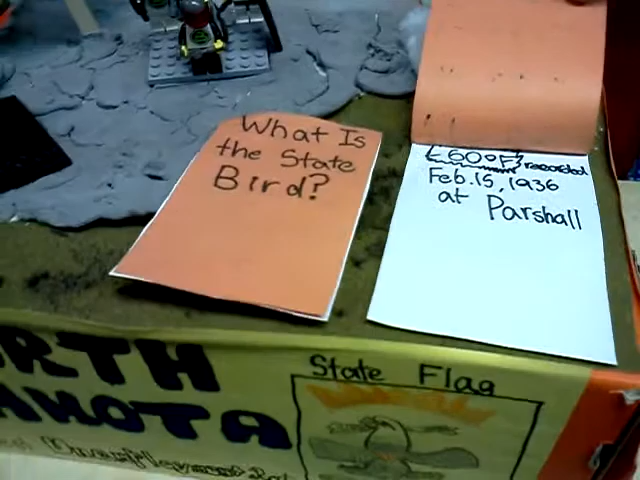 What Is
the State
Bird?
(-60°F) recorded
Feb. 15, 1936
at Parshall
State Flag
RTH
AKOTA